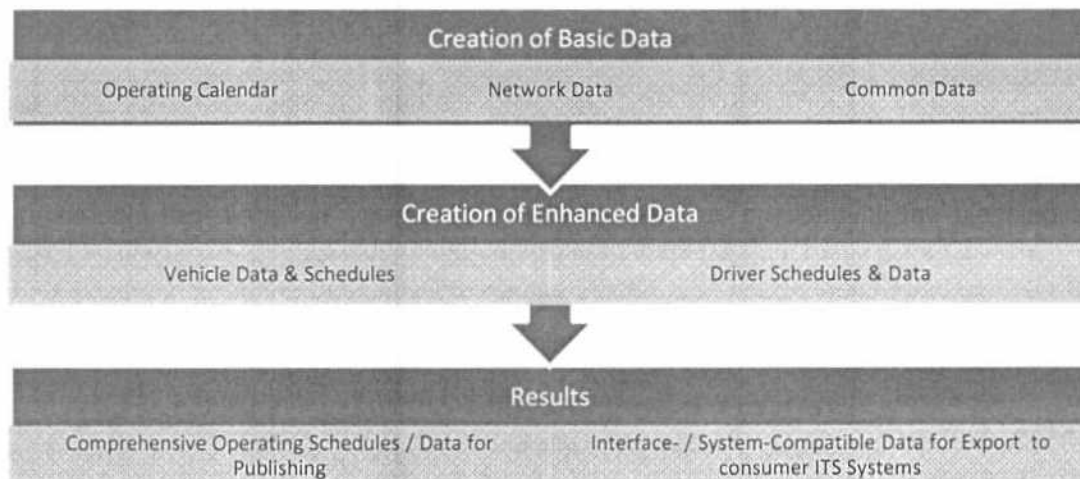 Creation of Basic Data
Operating Calendar
Network Data
Common Data
Creation of Enhanced Data
Vehicle Data & Schedules
Driver Schedules & Data
Results
Comprehensive Operating Schedules / Data for
Publishing
Interface- / System-Compatible Data for Export to
consumer ITS Systems